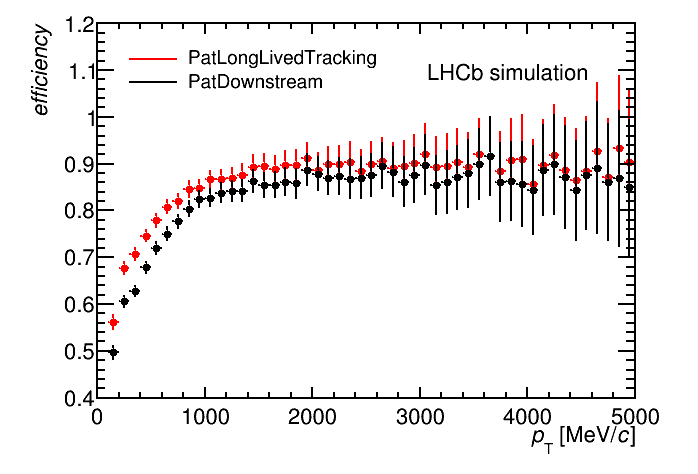 efficiency
1.2
1.1
1
0.9
0.8
0.7
0.6
0.5
0.4
PatLongLivedTracking
PatDownstream
LHCb simulation
0 1000 2000 3000 4000 5000
pT [MeV/c]